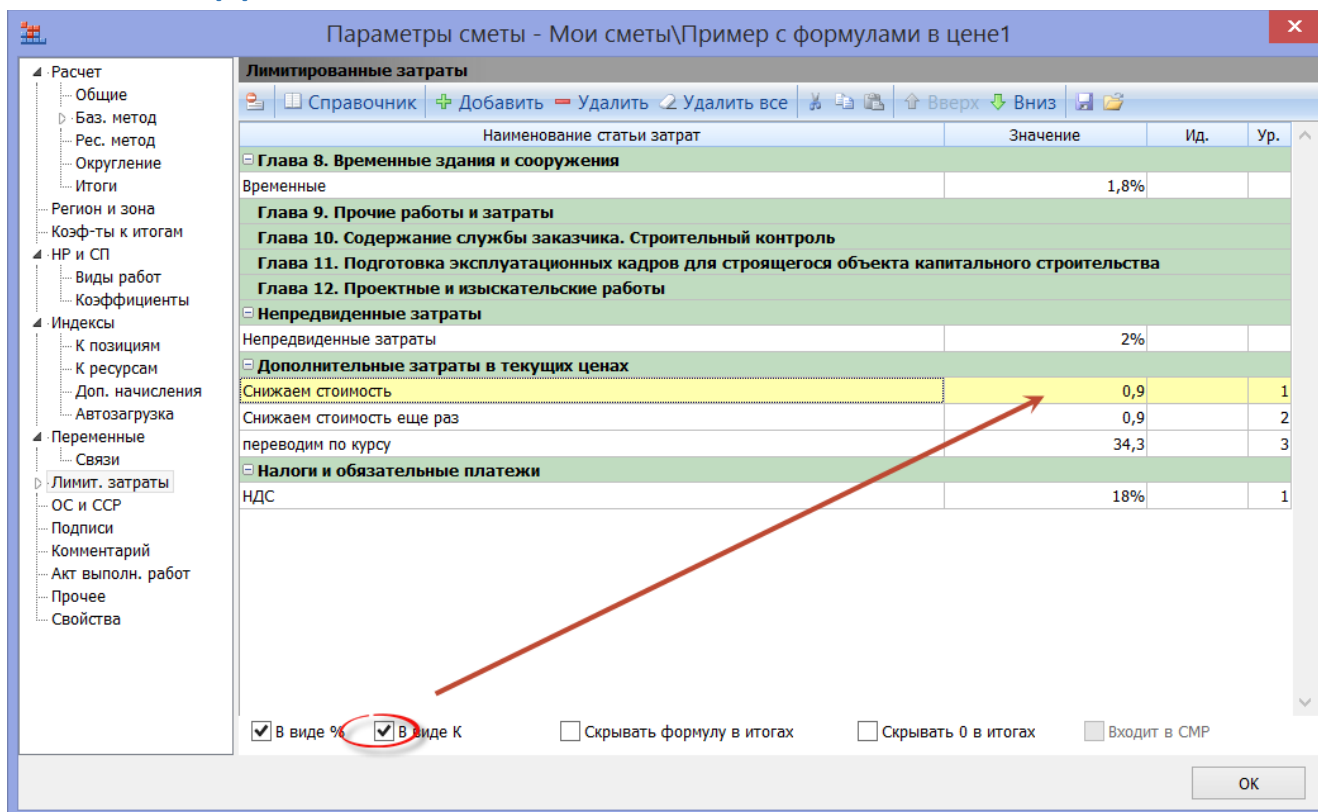 Параметры сметы - Мои сметы\Пример с формулами в цене1
Расчет
Общие
Баз. метод
Рес. метод
Округление
Итоги
Регион и зона
Коэф-ты к итогам
НР и СП
Виды работ
Коэффициенты
Индексы
К позициям
К ресурсам
Доп. начисления
Автозагрузка
Переменные
Связи
Лимит. затраты
ОС и ССР
Подписи
Комментарий
Акт выполн. работ
Прочее
Свойства
Лимитированные затраты
Справочник Добавить Удалить Удалить все Вверх Вниз
Наименование статьи затрат Значение Ид. Ур.
Глава 8. Временные здания и сооружения
Временные 1,8%
Глава 9. Прочие работы и затраты
Глава 10. Содержание службы заказчика. Строительный контроль
Глава 11. Подготовка эксплуатационных кадров для строящегося объекта капитального строительства
Глава 12. Проектные и изыскательские работы
Непредвиденные затраты
Непредвиденные затраты 2%
Дополнительные затраты в текущих ценах
Снижаем стоимость 0,9 1
Снижаем стоимость еще раз 0,9 2
переводим по курсу 34,3 3
Налоги и обязательные платежи
НДС 18% 1
В виде % В виде К Скрывать формулу в итогах Скрывать 0 в итогах Входит в СМР
ОК